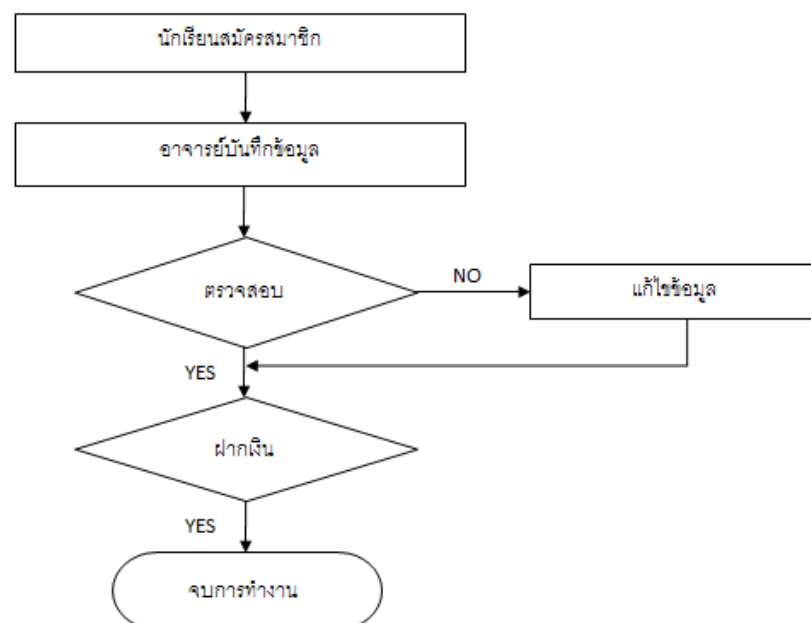 นักเรียนสมัครสมาชิก
อาจารย์บันทึกข้อมูล
ตรวจสอบ
NO
แก้ไขข้อมูล
YES
ฝากเงิน
YES
จบการทำงาน